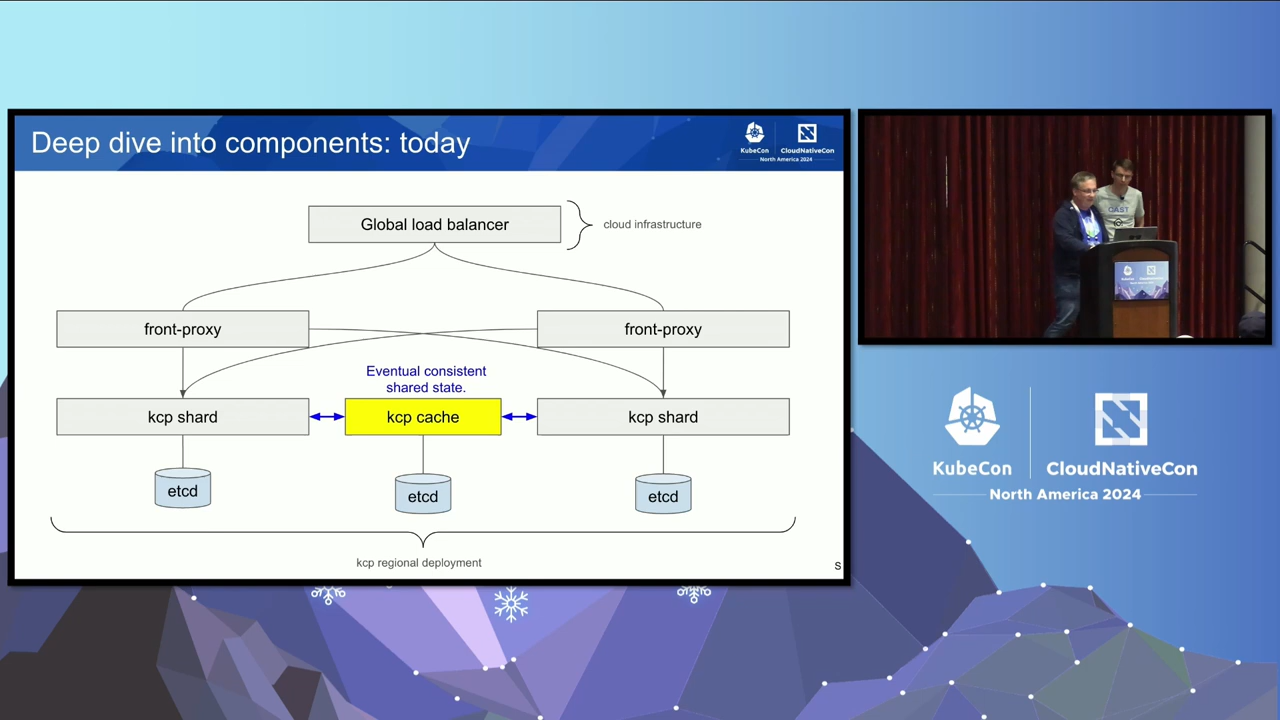 Deep dive into components: today
KubeCon
CloudNativeCon
North America 2024
Global load balancer
cloud infrastructure
front-proxy
front-proxy
Eventual consistent
shared state.
kcp shard
kcp cache
kcp shard
etcd
etcd
etcd
kcp regional deployment
S
KubeCon
CloudNativeCon
North America 2024